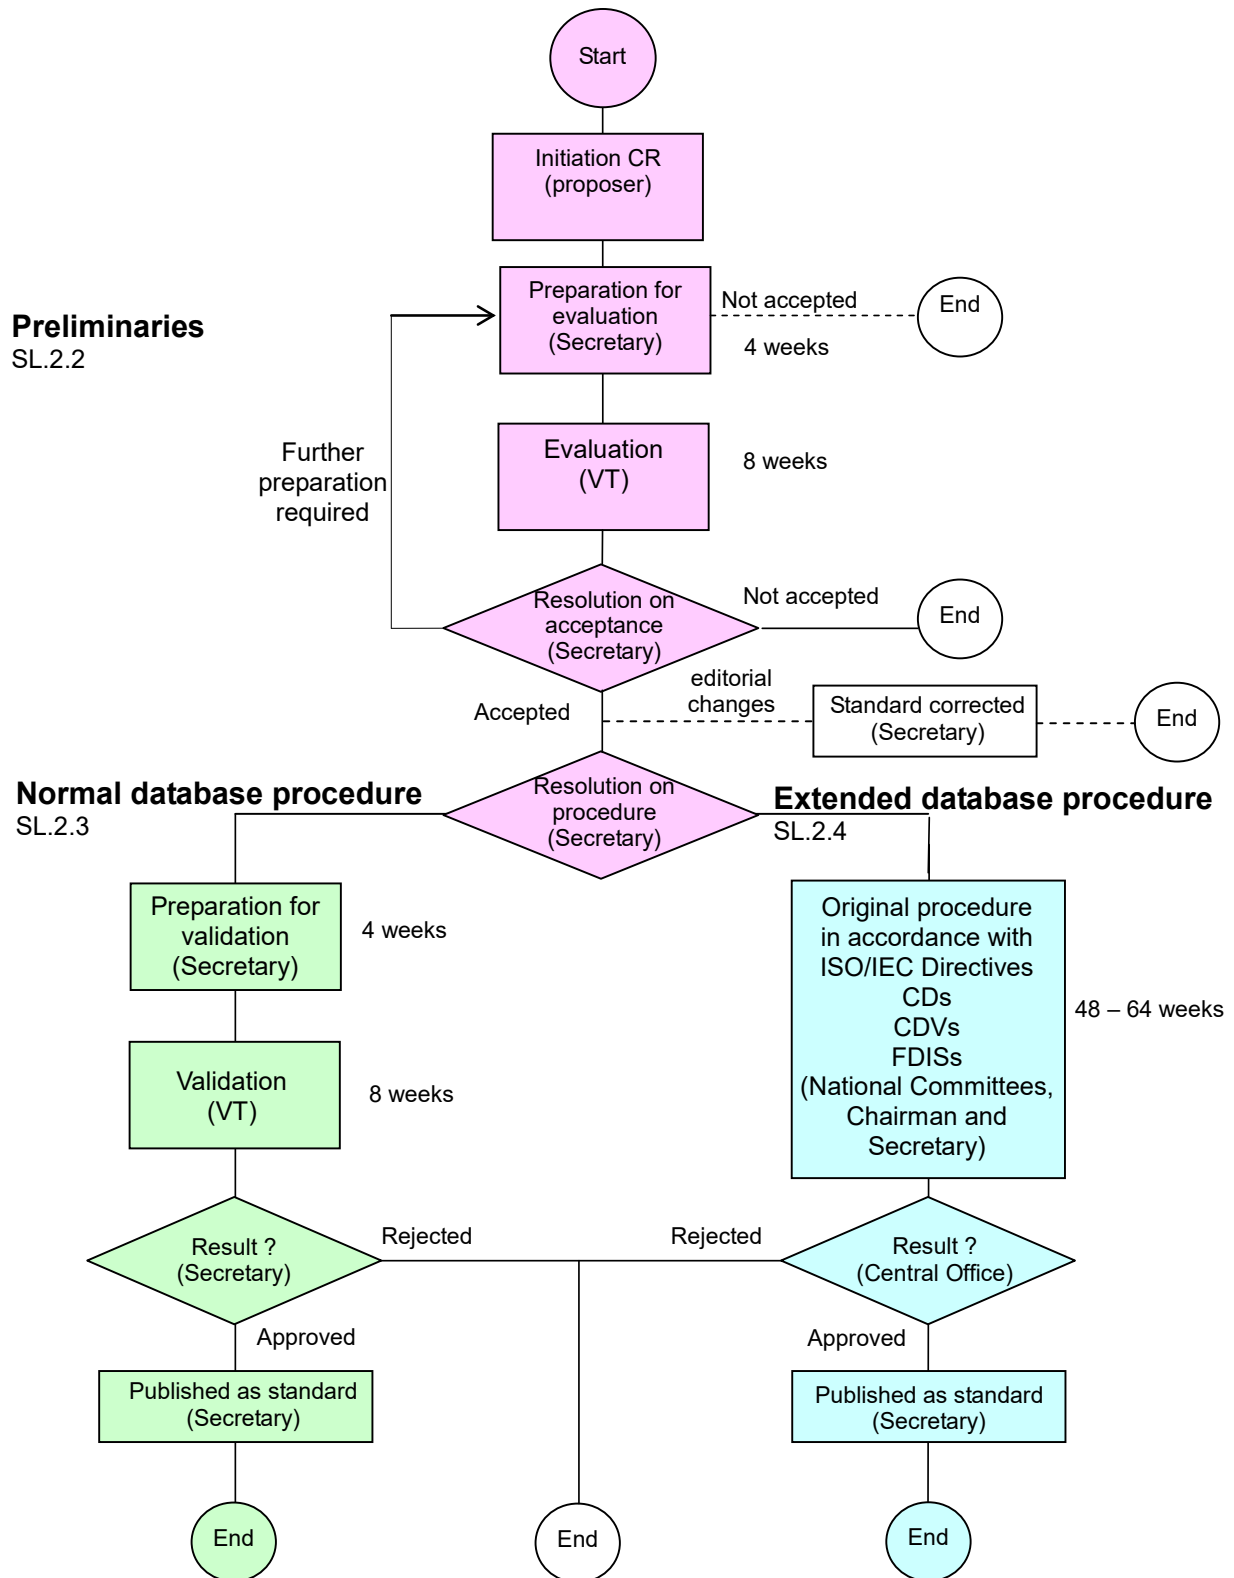 Start
Initiation CR
(proposer)
Preparation for
evaluation
(Secretary)
Not accepted
4 weeks
End
Preliminaries
SL.2.2
Further
preparation
required
Evaluation
(VT)
8 weeks
Resolution on
acceptance
(Secretary)
Not accepted
End
Accepted
editorial
changes
Standard corrected
(Secretary)
End
Normal database procedure
SL.2.3
Resolution on
procedure
(Secretary)
Extended database procedure
SL.2.4
Preparation for
validation
(Secretary)
4 weeks
Original procedure
in accordance with
ISO/IEC Directives
CDs
CDVs
FDISs
(National Committees,
Chairman and
Secretary)
48 – 64 weeks
Validation
(VT)
8 weeks
Result ?
(Secretary)
Rejected
Rejected
Result ?
(Central Office)
Approved
Approved
Published as standard
(Secretary)
Published as standard
(Secretary)
End
End
End